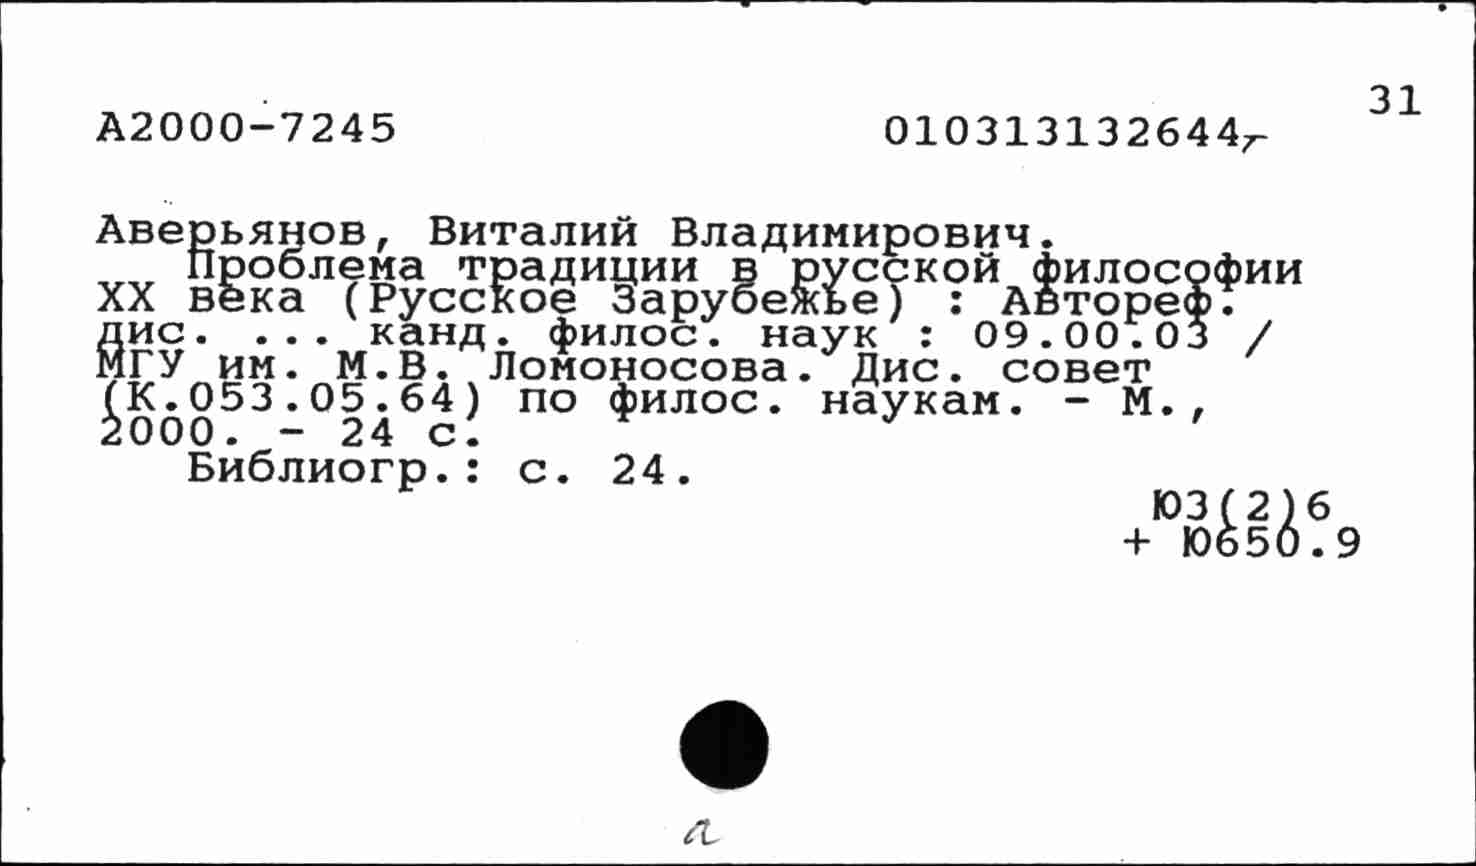 31
А2000-7245 010313132644
Аверьянов, Виталий Владимирович.
Проблема традиции в русской философии
ХХ века (Русское Зарубежье) : Автореф.
дис. ... канд. филос. наук : 09.00.03 /
МГУ им. М.В. Ломоносова. Дис. совет
(К.053.05.64) по филос. наукам. - М.,
2000. - 24 с.
Библиогр.: с. 24.
Ю3(2)6
+ Ю650.9
а